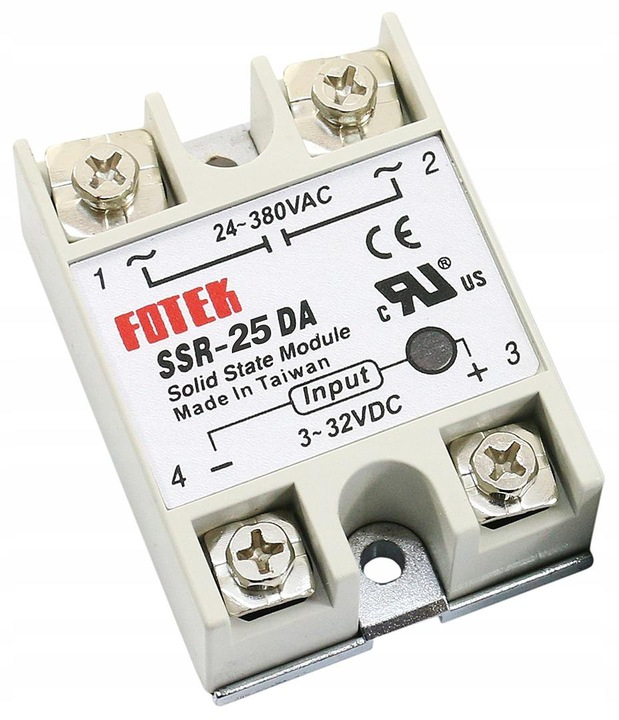 24~380VAC
1 ~ ~ 2
CE
FOTEK
SSR-25 DA
c RU® US
Solid State Module
Made In Taiwan
Input
+ 3
3~32VDC
4 −